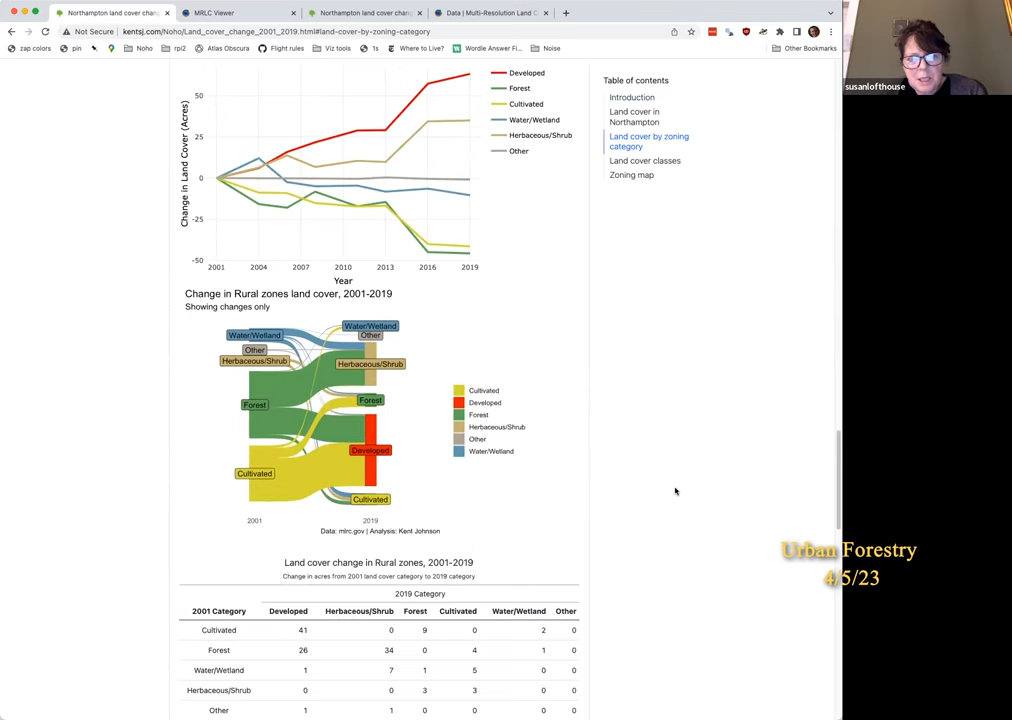 Northampton land cover chan
MRLC Viewer
Northampton land cover chan
Data | Multi-Resolution Land C
Not Secure
kentsj.com/Noho/Land_cover_change_2001_2019.html#land-cover-by-zoning-category
zap colors
pin
Noho
rpi2
Atlas Obscura
Flight rules
Viz tools
1s
Where to Live?
Wordle Answer Fi...
Noise
Other Bookmarks
susanlofthouse
Change in Land Cover (Acres)
50
25
0
-25
-50
2001 2004 2007 2010 2013 2016 2019
Year
Developed
Forest
Cultivated
Water/Wetland
Herbaceous/Shrub
Other
Table of contents
Introduction
Land cover in
Northampton
Land cover by zoning
category
Land cover classes
Zoning map
Change in Rural zones land cover, 2001-2019
Showing changes only
Water/Wetland
Other
Herbaceous/Shrub
Forest
Cultivated
Water/Wetland
Other
Herbaceous/Shrub
Forest
Developed
Cultivated
2001 2019
Cultivated
Developed
Forest
Herbaceous/Shrub
Other
Water/Wetland
Data: mrlc.gov | Analysis: Kent Johnson
Urban Forestry
4/5/23
Land cover change in Rural zones, 2001-2019
Change in acres from 2001 land cover category to 2019 category
2019 Category
2001 Category Developed Herbaceous/Shrub Forest Cultivated Water/Wetland Other
Cultivated 41 0 9 0 2 0
Forest 26 34 0 4 1 0
Water/Wetland 1 7 1 5 0 0
Herbaceous/Shrub 0 0 3 3 0 0
Other 1 1 0 0 0 0